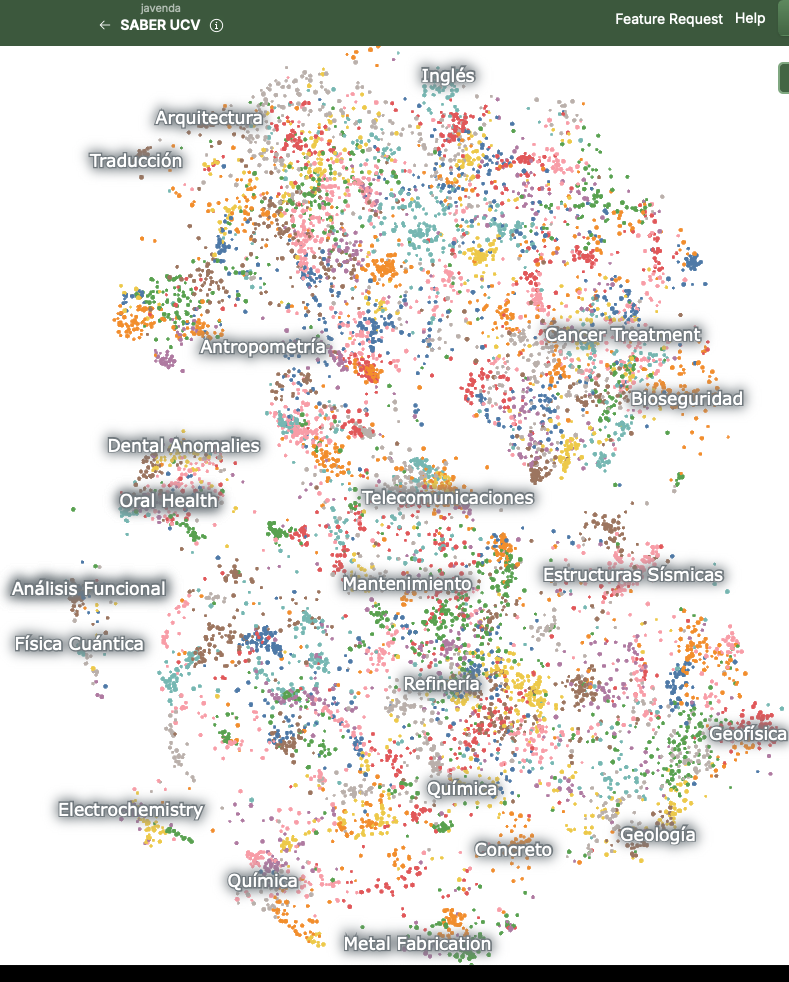 javenda
← SABER UCV
Feature Request
Help
Inglés
Arquitectura
Traducción
Cancer Treatment
Antropometría
Bioseguridad
Dental Anomalies
Telecomunicaciones
Oral Health
Estructuras Sísmicas
Mantenimiento
Análisis Funcional
Física Cuántica
Refinería
Geofísica
Química
Electrochemistry
Geología
Concreto
Química
Metal Fabrication